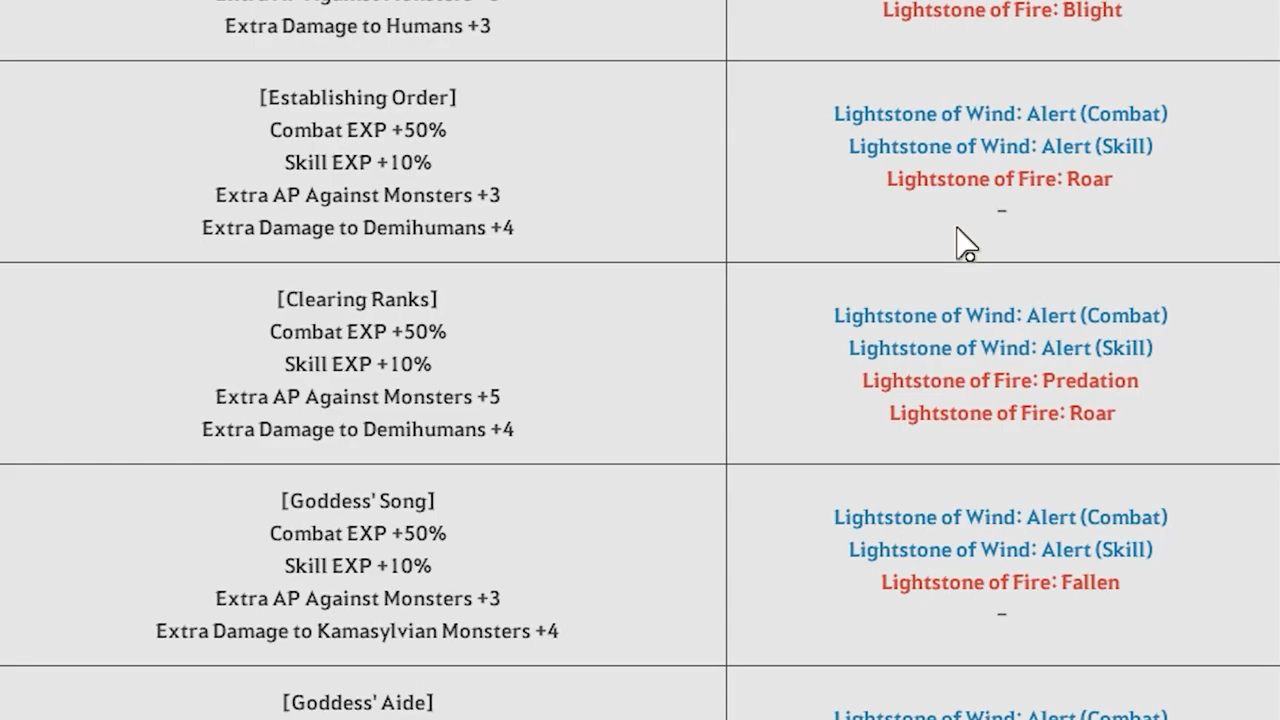 Extra Damage to Humans +3
Lightstone of Fire: Blight
[Establishing Order]
Combat EXP +50%
Skill EXP +10%
Extra AP Against Monsters +3
Extra Damage to Demihumans +4
Lightstone of Wind: Alert (Combat)
Lightstone of Wind: Alert (Skill)
Lightstone of Fire: Roar
–
[Clearing Ranks]
Combat EXP +50%
Skill EXP +10%
Extra AP Against Monsters +5
Extra Damage to Demihumans +4
Lightstone of Wind: Alert (Combat)
Lightstone of Wind: Alert (Skill)
Lightstone of Fire: Predation
Lightstone of Fire: Roar
[Goddess' Song]
Combat EXP +50%
Skill EXP +10%
Extra AP Against Monsters +3
Extra Damage to Kamasylvian Monsters +4
Lightstone of Wind: Alert (Combat)
Lightstone of Wind: Alert (Skill)
Lightstone of Fire: Fallen
–
[Goddess' Aide]
Lightstone of Wind: Alert (Combat)